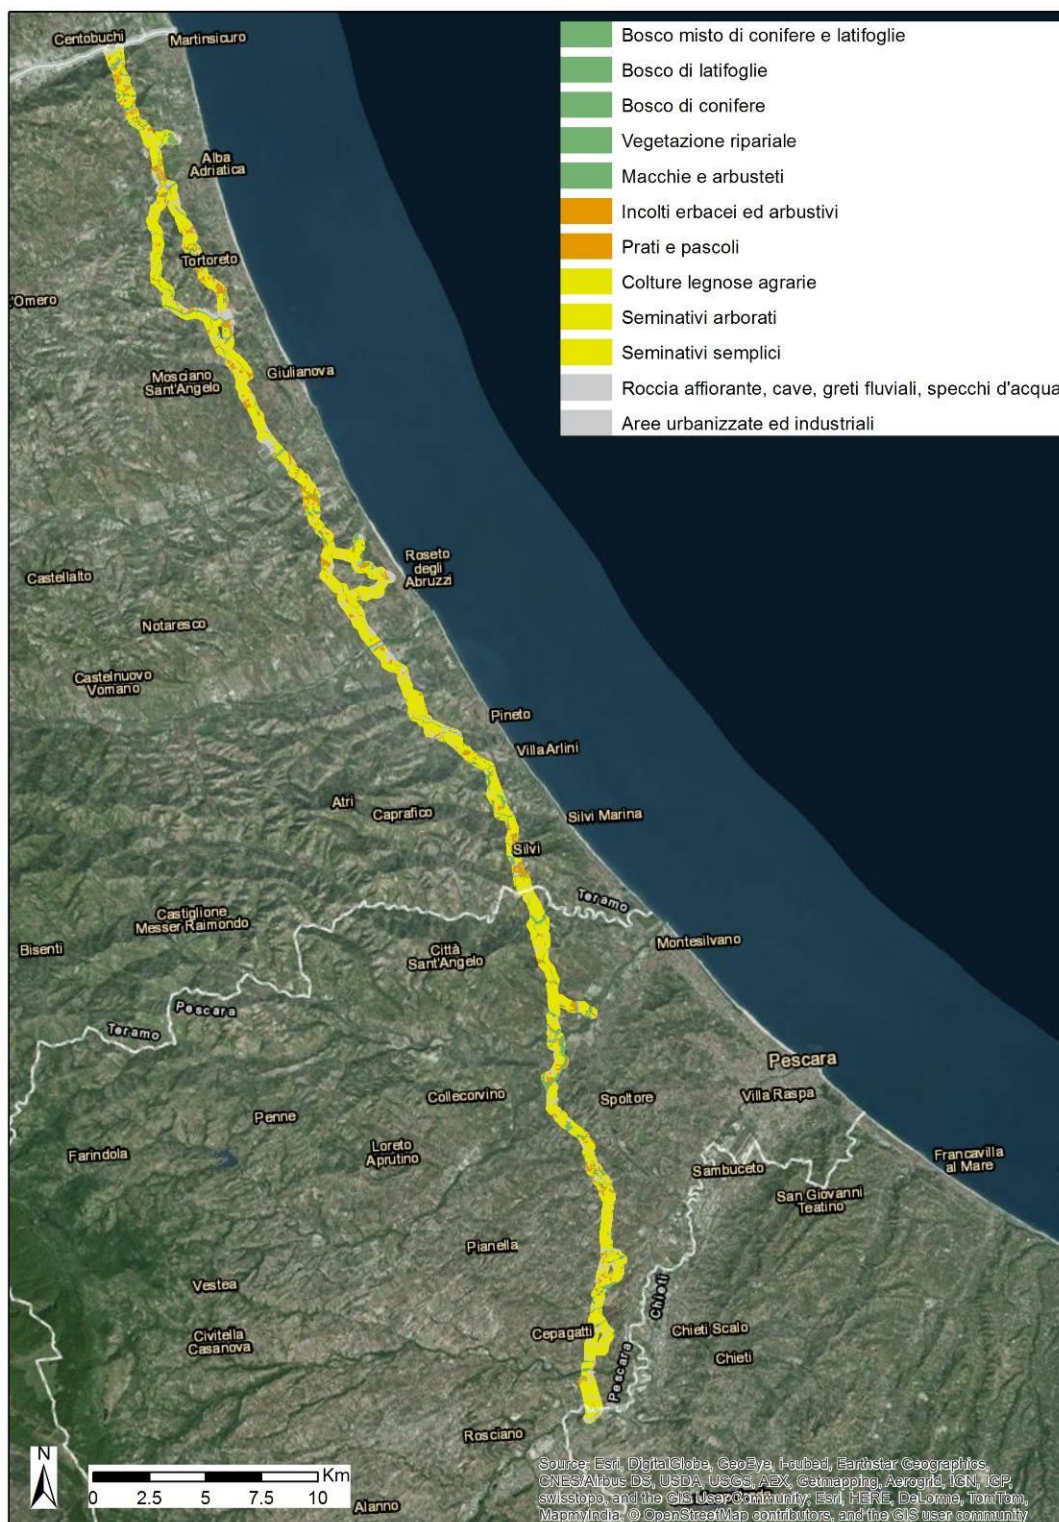 Centobuchi
Martinsicuro
Bosco misto di conifere e latifoglie
Bosco di latifoglie
Bosco di conifere
Vegetazione ripariale
Macchie e arbusteti
Incolti erbacei ed arbustivi
Prati e pascoli
Colture legnose agrarie
Seminativi arborati
Seminativi semplici
Roccia affiorante, cave, greti fluviali, specchi d'acqua
Aree urbanizzate ed industriali
Alba
Adriatica
Tortoreto
'Omero
Mosciano
Sant'Angelo
Giulianova
Roseto
degli
Abruzzi
Castellalto
Notaresco
Castelnuovo
Vomano
Pineto
Villa Arlini
Atri
Caprafico
Silvi Marina
Silvi
Teramo
Castiglione
Messer Raimondo
Bisenti
Città
Sant'Angelo
Montesilvano
Pescara
Teramo
Pescara
Collecorvino
Spoltore
Villa Raspa
Penne
Farindola
Loreto
Aprutino
Sambuceto
Francavilla
al Mare
San Giovanni
Teatino
Pianella
Vestea
Chieti
Civitella
Casanova
Cepagatti
Chieti Scalo
Chieti
Pescara
Rosciano
Alanno
N
Km
0 2.5 5 7.5 10
Source: Esri, DigitalGlobe, GeoEye, i-cubed, Earthstar Geographics,
CNES/Airbus DS, USDA, USGS, AEX, Getmapping, Aerogrid, IGN, IGP,
swisstopo, and the GIS User Community; Esri, HERE, DeLorme, TomTom,
MapmyIndia, © OpenStreetMap contributors, and the GIS user community